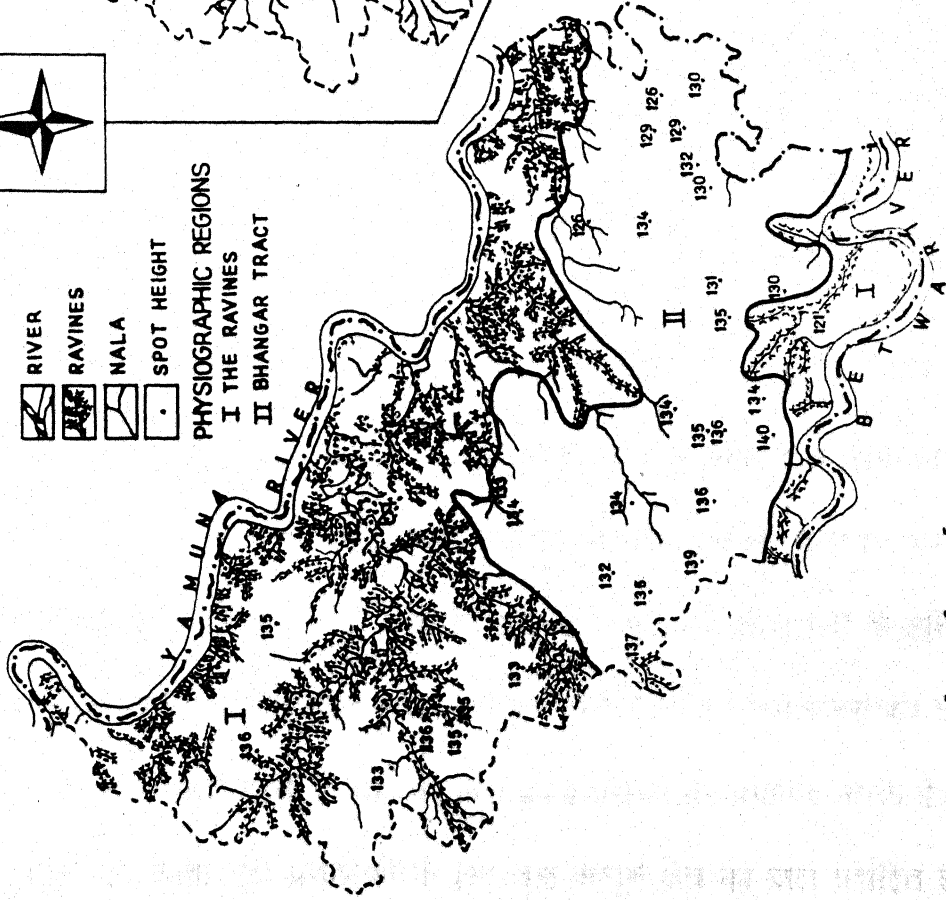 RIVER
RAVINES
NALA
SPOT HEIGHT
PHYSIOGRAPHIC REGIONS
I THE RAVINES
II BHANGAR TRACT
YAMUNA RIVER
I
136
135
133
136
135
137
132
136
139
134
136
134
135
136
140
134
II
135
131
130
121
I
126
134
130
132
129
129
126
130
BETWA RIVER